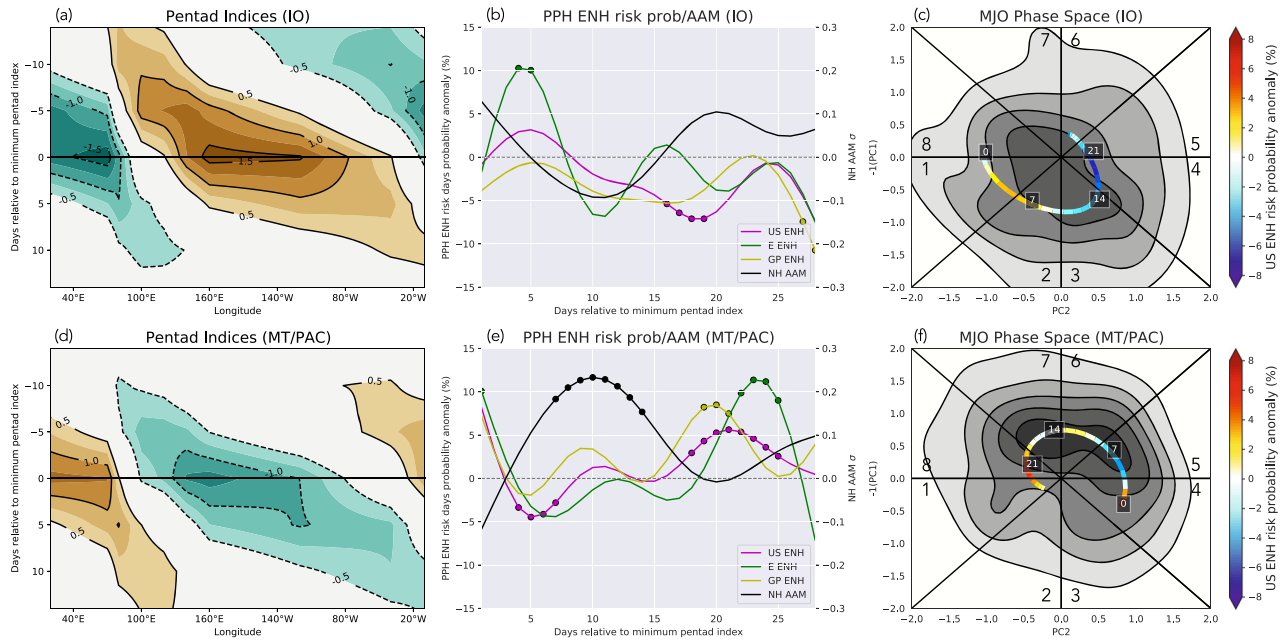 (a) Pentad Indices (IO)
Days relative to minimum pentad index
−10
−5
0
5
10
-0.5
-1.0
0.5
1.0
-1.0
-1.5
1.5
-0.5
0.5
40°E 100°E 160°E 140°W 80°W 20°W
Longitude
(b) PPH ENH risk prob/AAM (IO)
PPH ENH risk days probability anomaly (%)
15
10
5
0
−5
−10
−15
0.3
0.2
0.1
0.0
−0.1
−0.2
−0.3
NH AAM σ
US ENH
E ENH
GP ENH
NH AAM
5 10 15 20 25
Days relative to minimum pentad index
(c) MJO Phase Space (IO)
-1(PC1)
2.0
1.5
1.0
0.5
0.0
−0.5
−1.0
−1.5
−2.0
7 6
8 5
1 4
2 3
0
7
14
21
−2.0 −1.5 −1.0 −0.5 0.0 0.5 1.0 1.5 2.0
PC2
8
6
4
2
0
−2
−4
−6
−8
US ENH risk probability anomaly (%)
(d) Pentad Indices (MT/PAC)
Days relative to minimum pentad index
−10
−5
0
5
10
0.5
-0.5
1.0
-1.0
0.5
40°E 100°E 160°E 140°W 80°W 20°W
Longitude
(e) PPH ENH risk prob/AAM (MT/PAC)
PPH ENH risk days probability anomaly (%)
15
10
5
0
−5
−10
−15
0.3
0.2
0.1
0.0
−0.1
−0.2
−0.3
NH AAM σ
US ENH
E ENH
GP ENH
NH AAM
5 10 15 20 25
Days relative to minimum pentad index
(f) MJO Phase Space (MT/PAC)
-1(PC1)
2.0
1.5
1.0
0.5
0.0
−0.5
−1.0
−1.5
−2.0
7 6
8 5
1 4
2 3
14
7
21
0
−2.0 −1.5 −1.0 −0.5 0.0 0.5 1.0 1.5 2.0
PC2
8
6
4
2
0
−2
−4
−6
−8
US ENH risk probability anomaly (%)